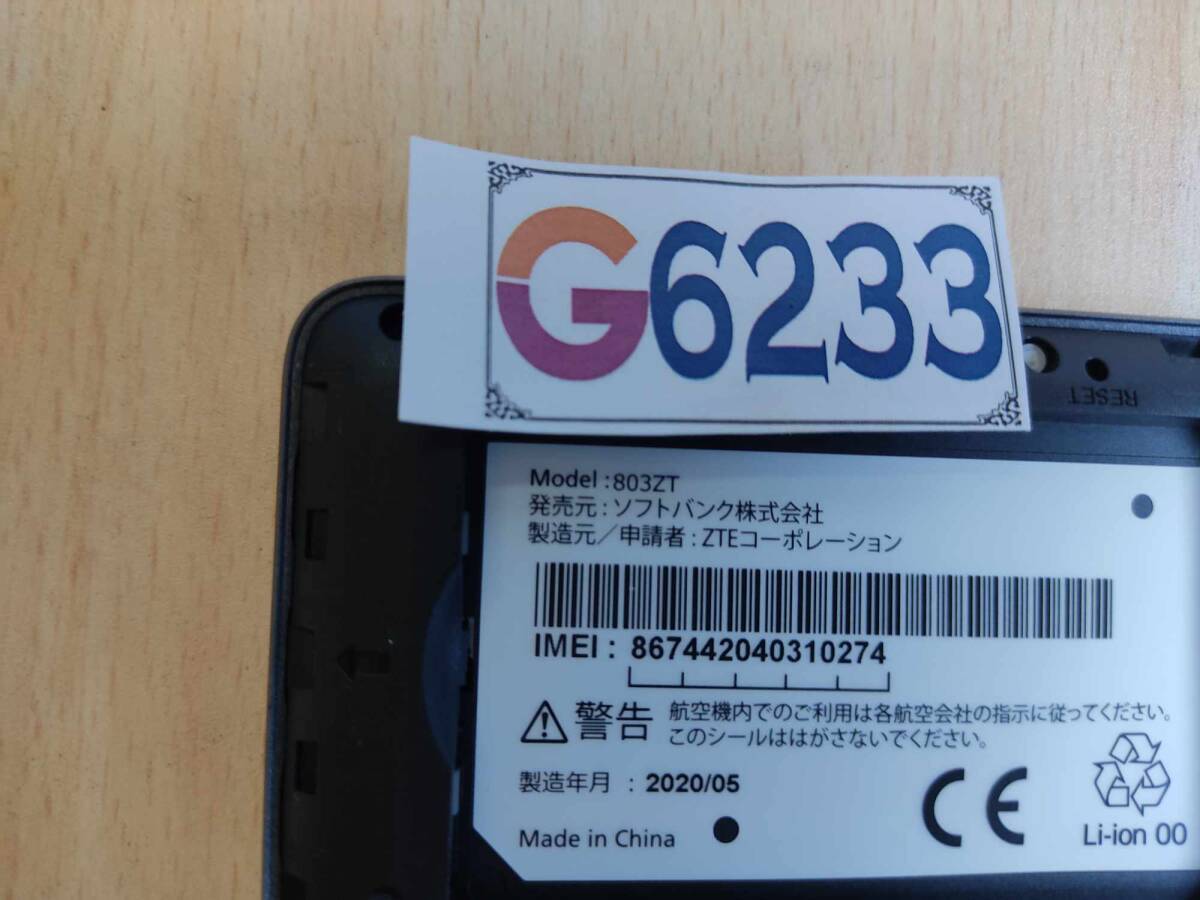 G6233
RESET
Model : 803ZT
発売元 : ソフトバンク株式会社
製造元／申請者 : ZTEコーポレーション
IMEI : 867442040310274
警告 航空機内でのご利用は各航空会社の指示に従ってください。
このシールははがさないでください。
製造年月 : 2020/05
CE
Made in China
Li-ion 00